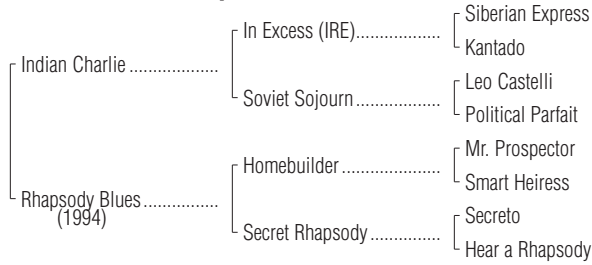 Siberian Express
In Excess (IRE)..................
Kantado
Indian Charlie ...................
Leo Castelli
Soviet Sojourn ..................
Political Parfait
Mr. Prospector
Homebuilder .....................
Smart Heiress
Rhapsody Blues ................
(1994)
Secreto
Secret Rhapsody ...............
Hear a Rhapsody